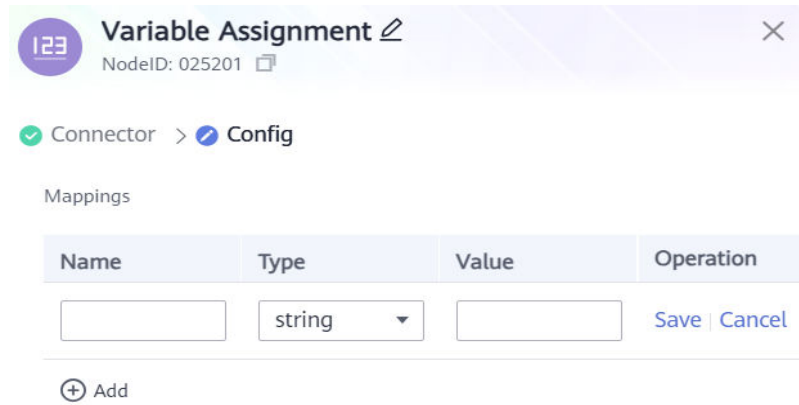 123
Variable Assignment
NodeID: 025201
Connector > Config
Mappings
Name Type Value Operation
string Save | Cancel
Add